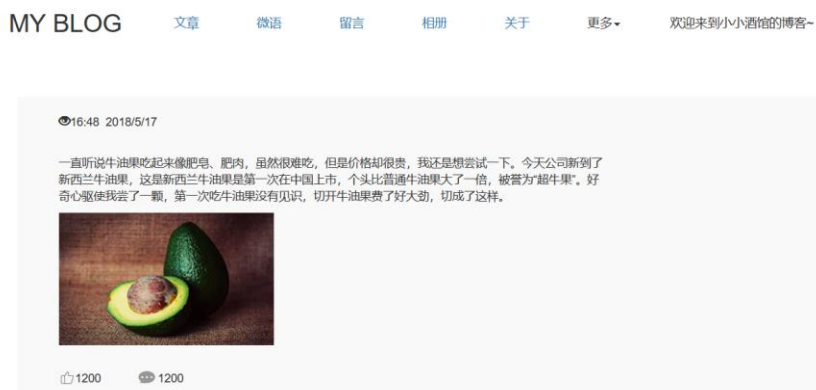 MY BLOG 文章 微语 留言 相册 关于 更多 欢迎来到小小酒馆的博客~
16:48 2018/5/17
一直听说牛油果吃起来像肥皂、肥肉，虽然很难吃，但是价格却很贵，我还是想尝试一下。今天公司新到了
新西兰牛油果，这是新西兰牛油果是第一次在中国上市，个头比普通牛油果大了一倍，被誉为“超牛果”。好
奇心驱使我尝了一颗，第一次吃牛油果没有见识，切开牛油果费了好大劲，切成了这样。
1200 1200